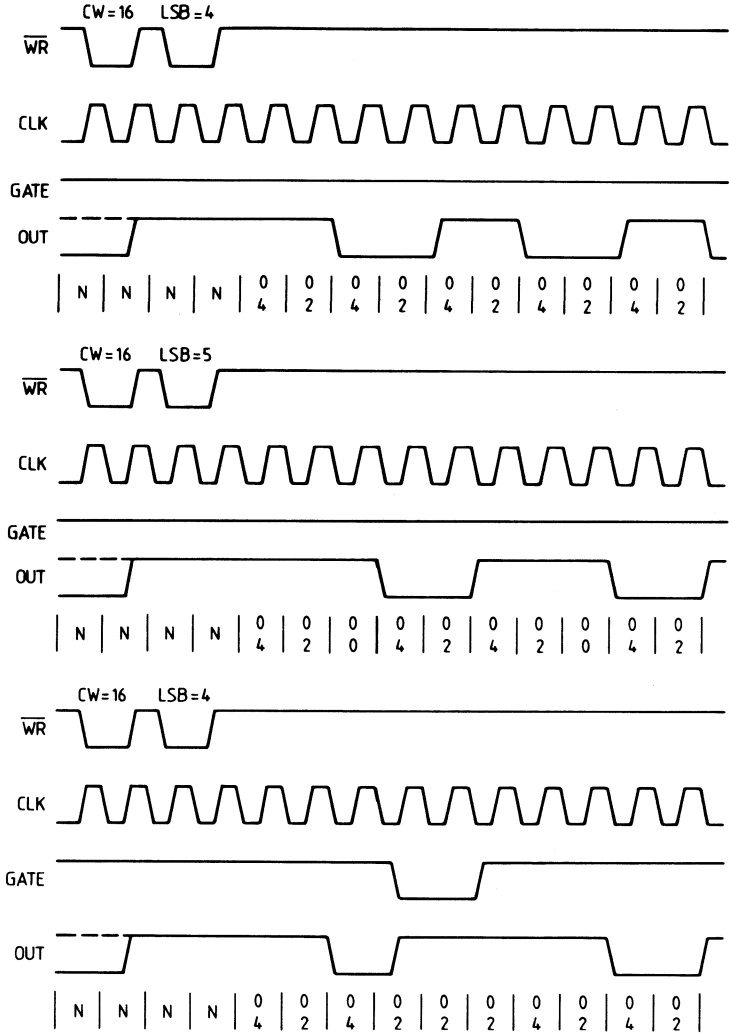 CW=16 LSB=4
WR
CLK
GATE
OUT
N N N N 0 0 0 0 0 0 0 0 0 0
4 2 4 2 4 2 4 2 4 2
CW=16 LSB=5
WR
CLK
GATE
OUT
N N N N 0 0 0 0 0 0 0 0 0 0
4 2 0 4 2 4 2 0 4 2
CW=16 LSB=4
WR
CLK
GATE
OUT
N N N N 0 0 0 0 0 0 0 0 0 0
4 2 4 2 2 2 4 2 4 2